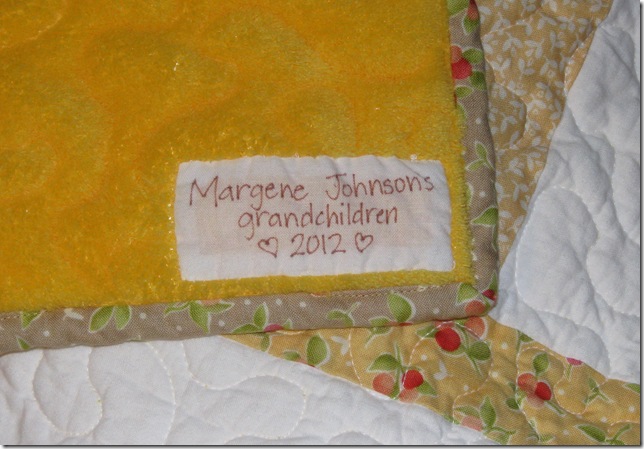 Margene Johnsons
grandchildren
♡ 2012 ♡